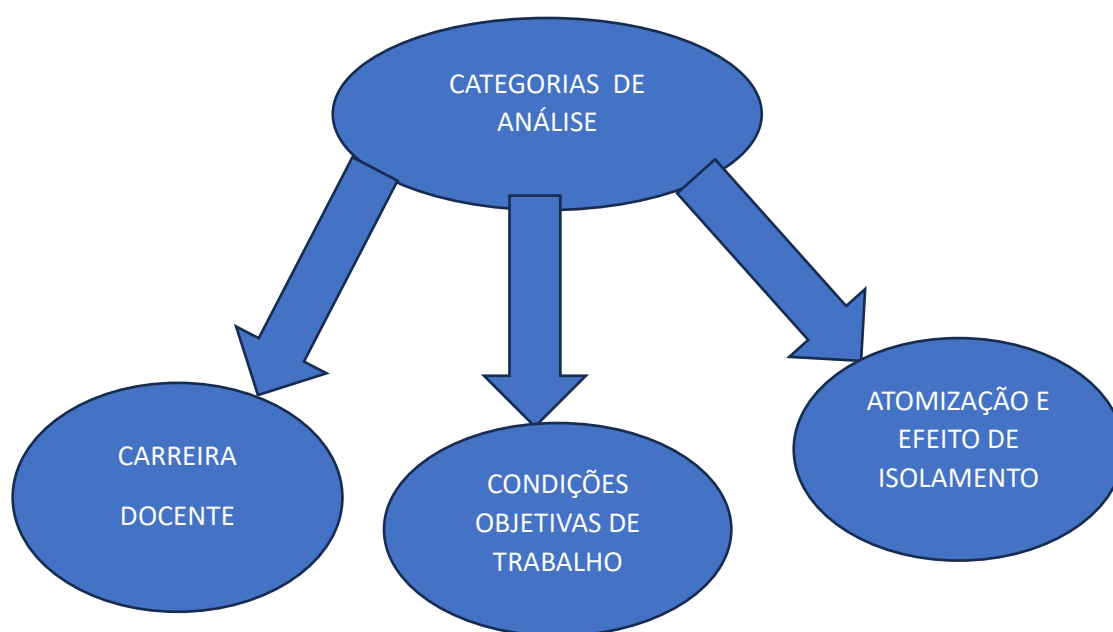 CATEGORIAS DE
ANÁLISE
CARREIRA
DOCENTE
CONDIÇÕES
OBJETIVAS DE
TRABALHO
ATOMIZAÇÃO E
EFEITO DE
ISOLAMENTO